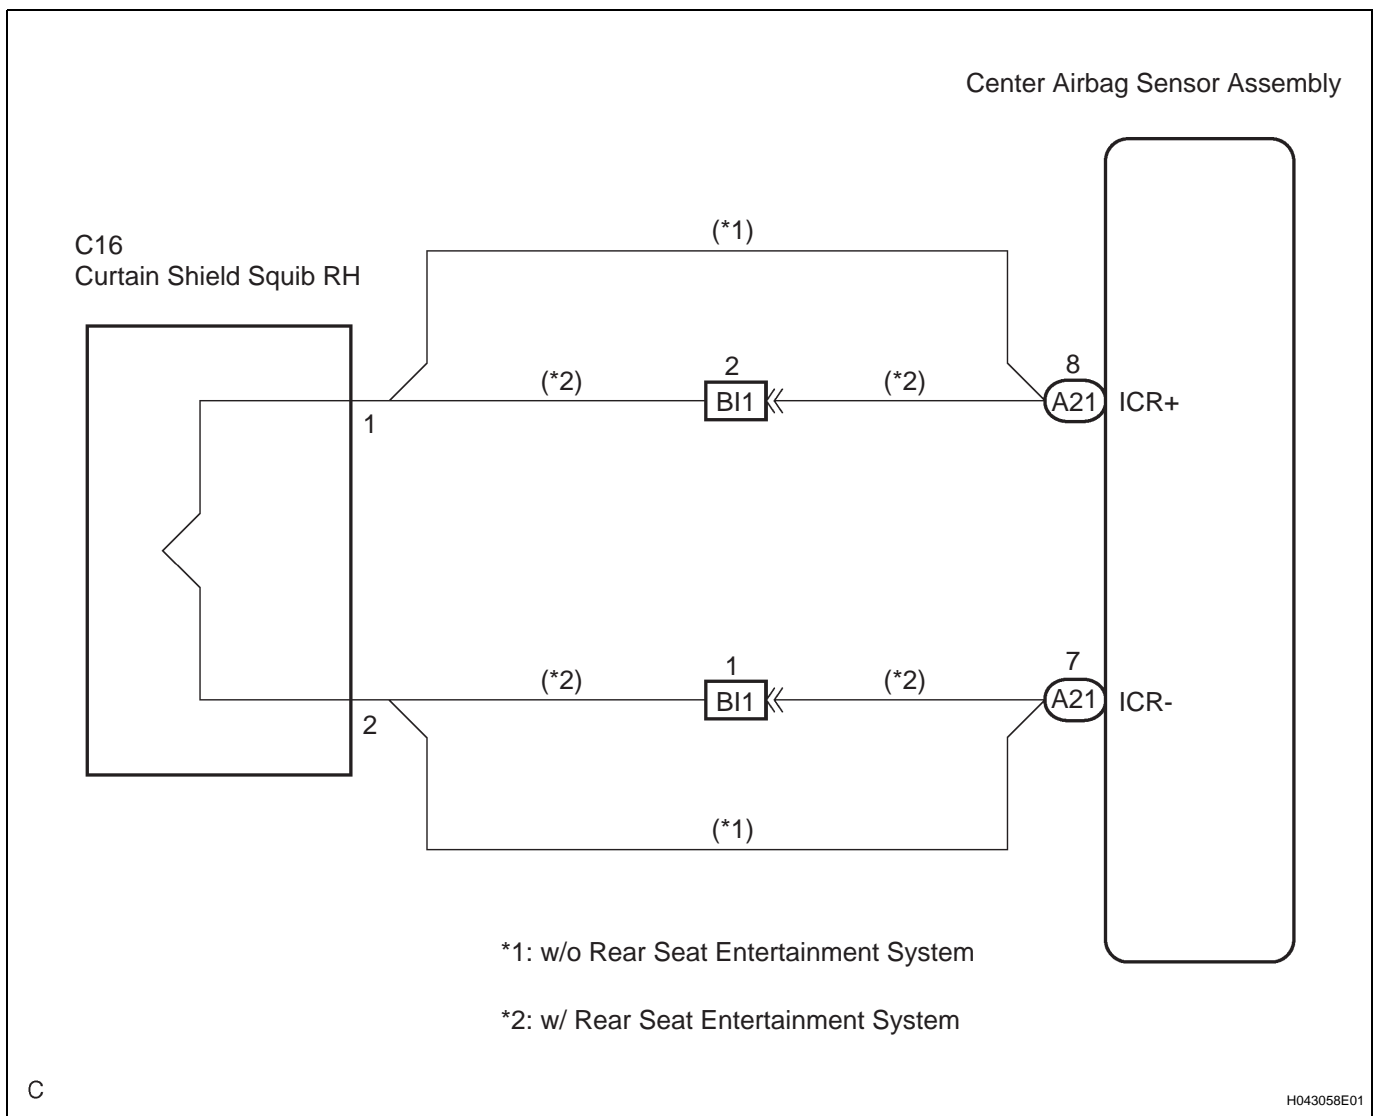 Center Airbag Sensor Assembly
C16
Curtain Shield Squib RH
(*1)
(*2)
2
BI1
(*2)
8
A21
ICR+
1
(*2)
1
BI1
(*2)
7
A21
ICR-
2
(*1)
*1: w/o Rear Seat Entertainment System
*2: w/ Rear Seat Entertainment System
C
H043058E01